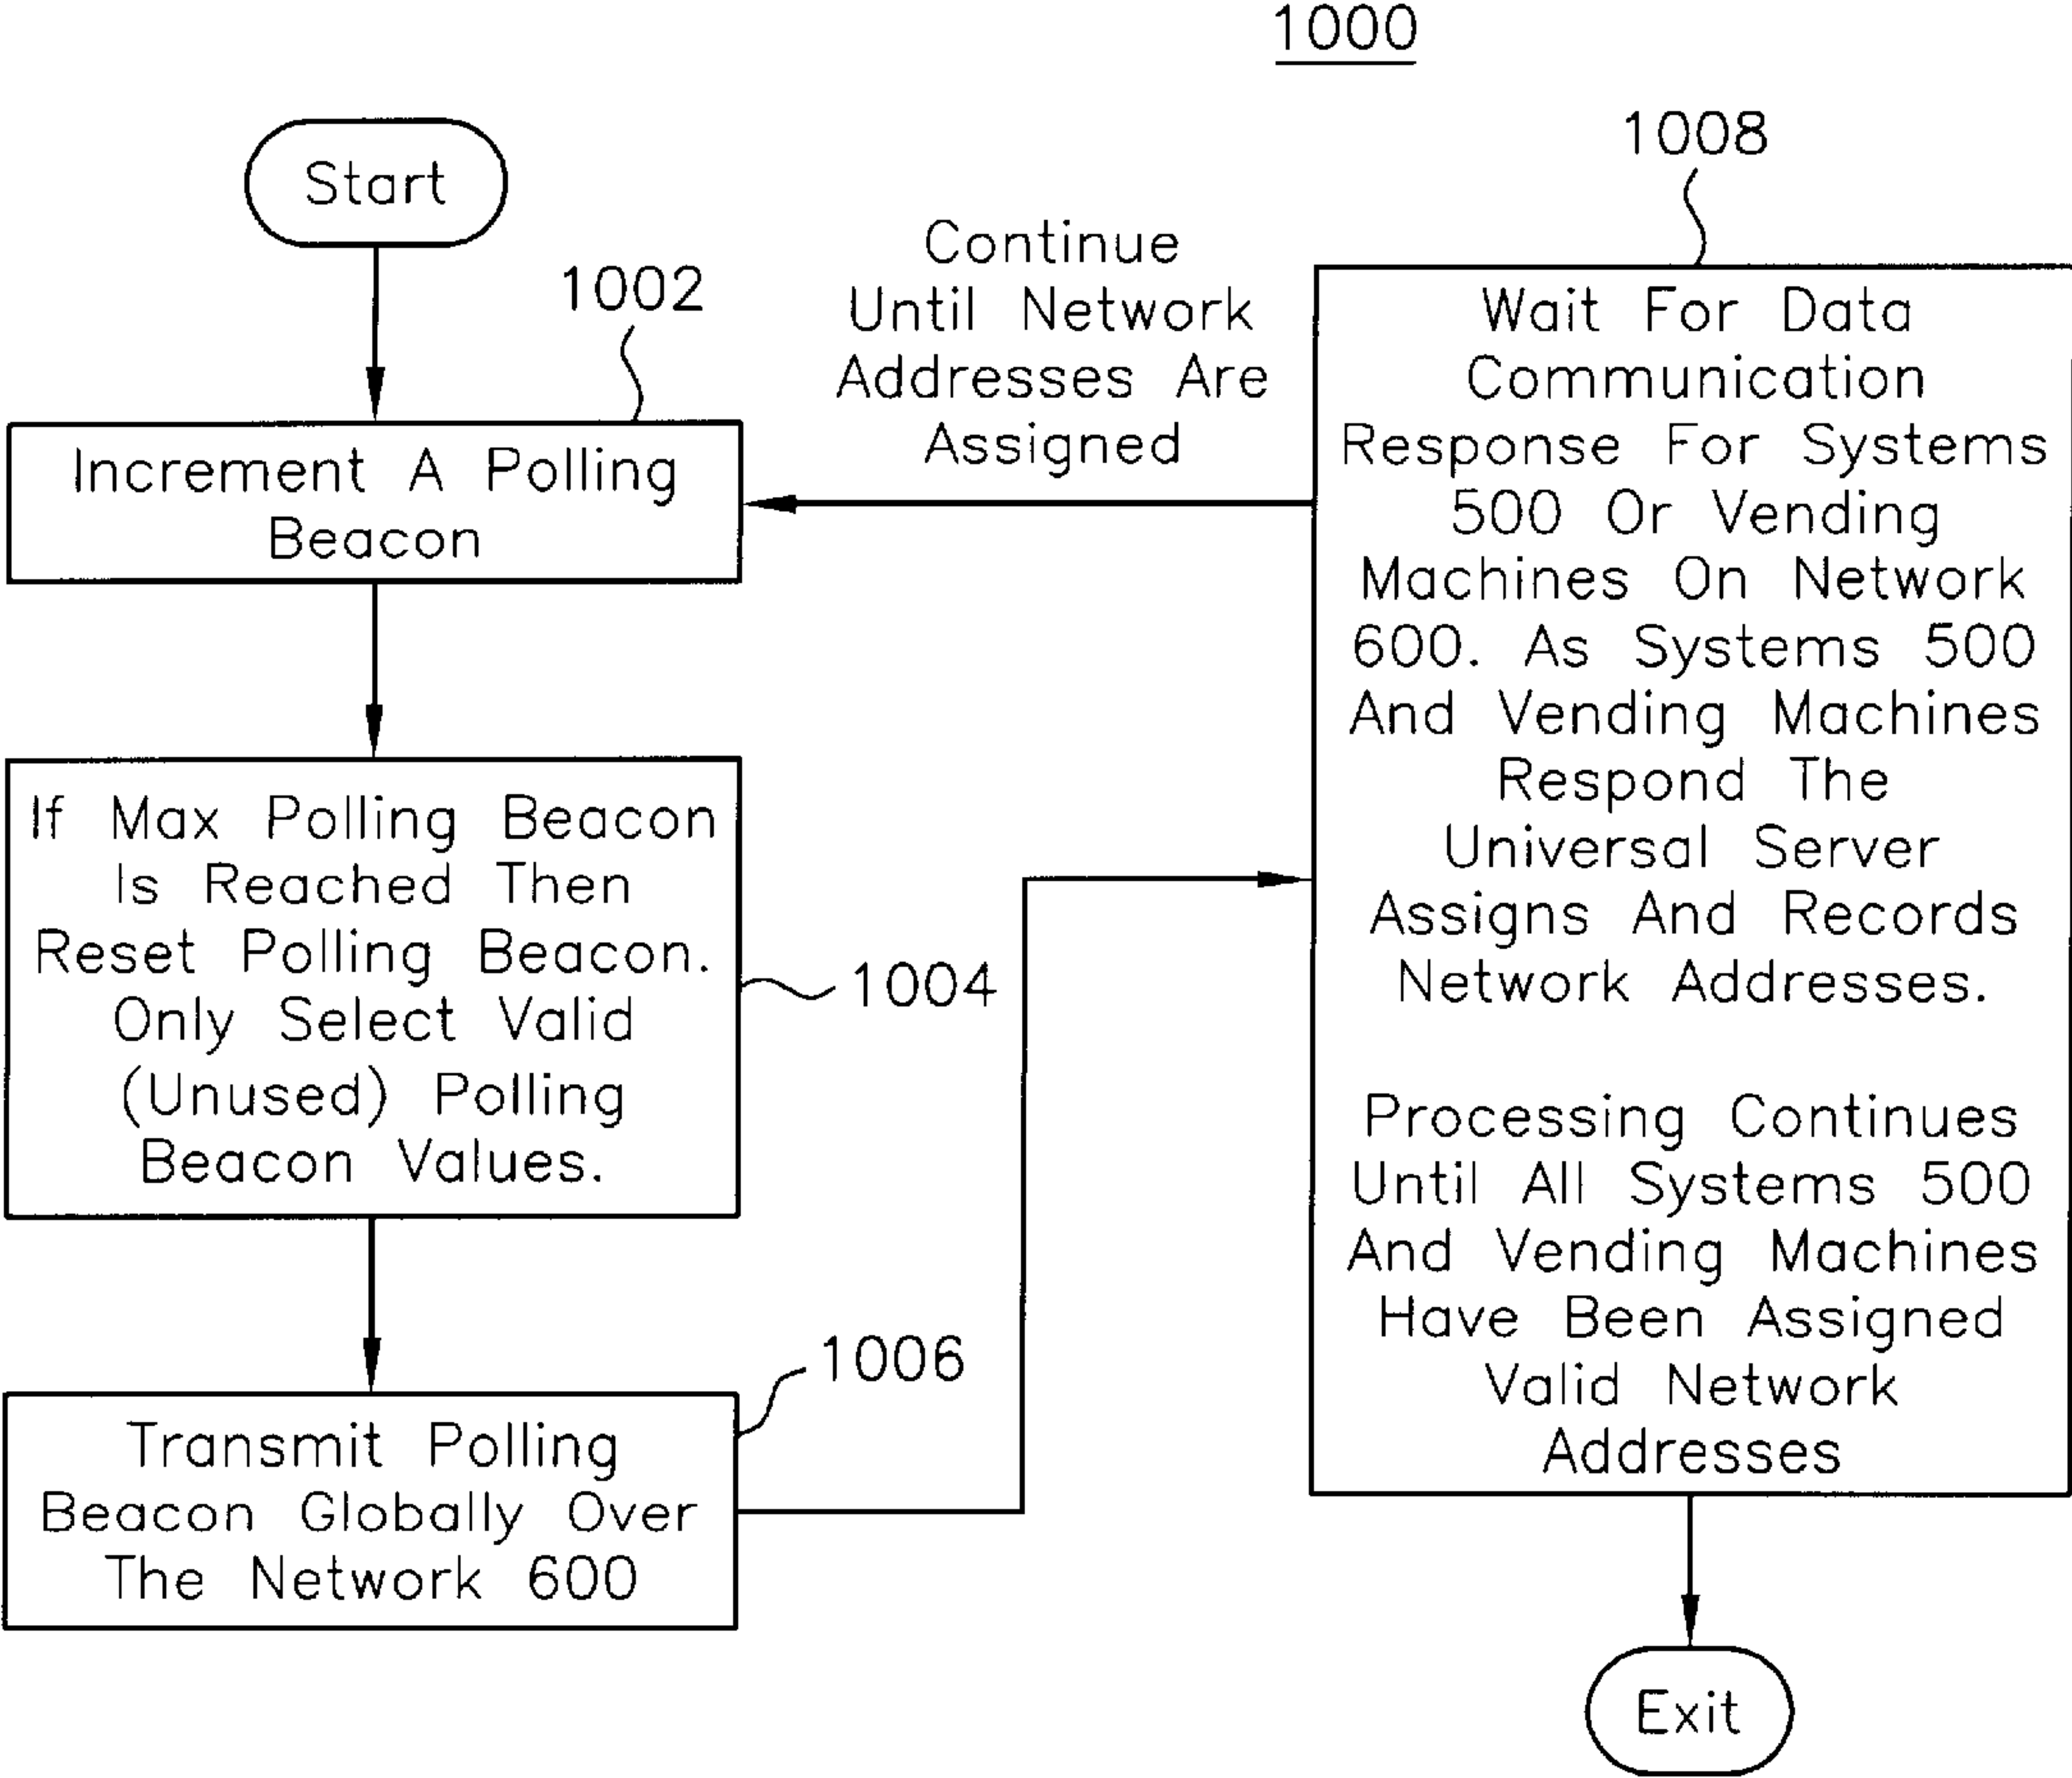 1000
Start
1002
Increment A Polling
Beacon
If Max Polling Beacon
Is Reached Then
Reset Polling Beacon.
Only Select Valid
(Unused) Polling
Beacon Values.
1004
Transmit Polling
Beacon Globally Over
The Network 600
1006
Continue
Until Network
Addresses Are
Assigned
1008
Wait For Data
Communication
Response For Systems
500 Or Vending
Machines On Network
600. As Systems 500
And Vending Machines
Respond The
Universal Server
Assigns And Records
Network Addresses.
Processing Continues
Until All Systems 500
And Vending Machines
Have Been Assigned
Valid Network
Addresses
Exit